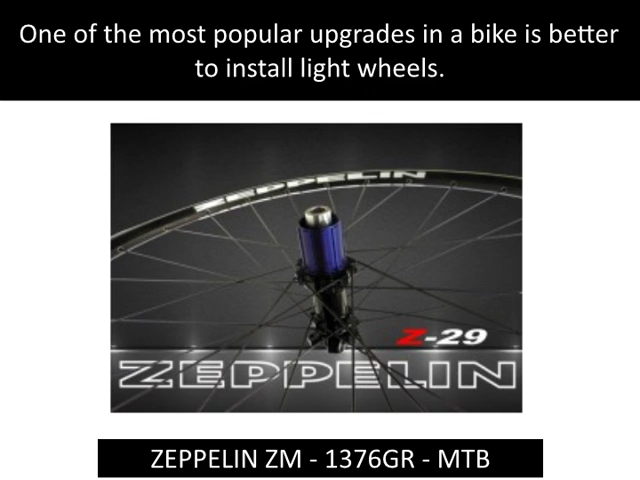 One of the most popular upgrades in a bike is better
to install light wheels.
ZEPPELIN
Z-29
ZEPPELIN
ZEPPELIN ZM - 1376GR - MTB